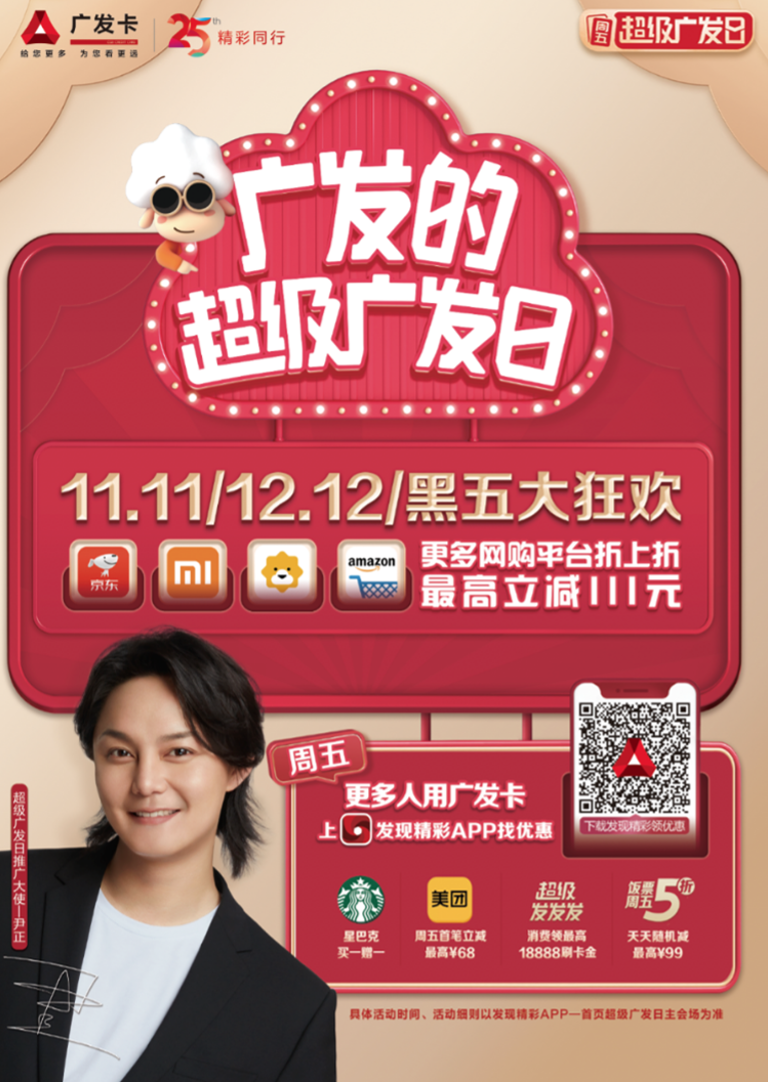 广发卡
给您更多 为您看更远
25th 精彩同行
周五 超级广发日
广发的
超级广发日
11.11/12.12/黑五大狂欢
京东
mi
amazon
更多网购平台折上折
最高立减111元
周五
更多人用广发卡
上发现精彩APP找优惠
下载发现精彩领优惠
超级广发日推广大使—尹正
星巴克
买一赠一
美团
周五首笔立减
最高¥68
超级
发发发
消费领最高
18888刷卡金
饭票
周五5折
天天随机减
最高¥99
具体活动时间、活动细则以发现精彩APP—首页超级广发日主会场为准